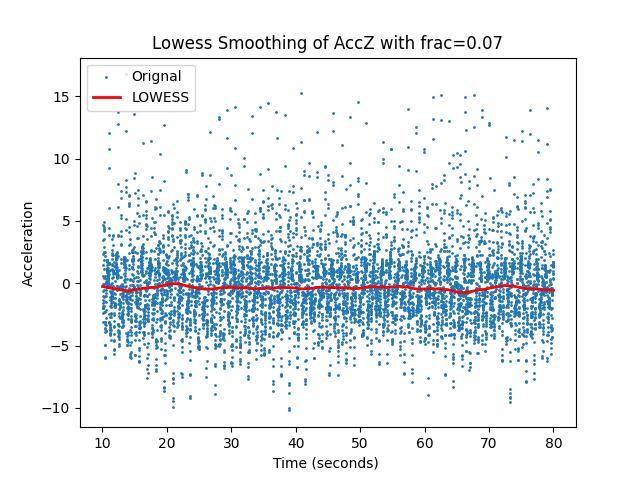 Lowess Smoothing of AccZ with frac=0.07
Orignal
LOWESS
15
10
5
0
−5
−10
Acceleration
10 20 30 40 50 60 70 80
Time (seconds)